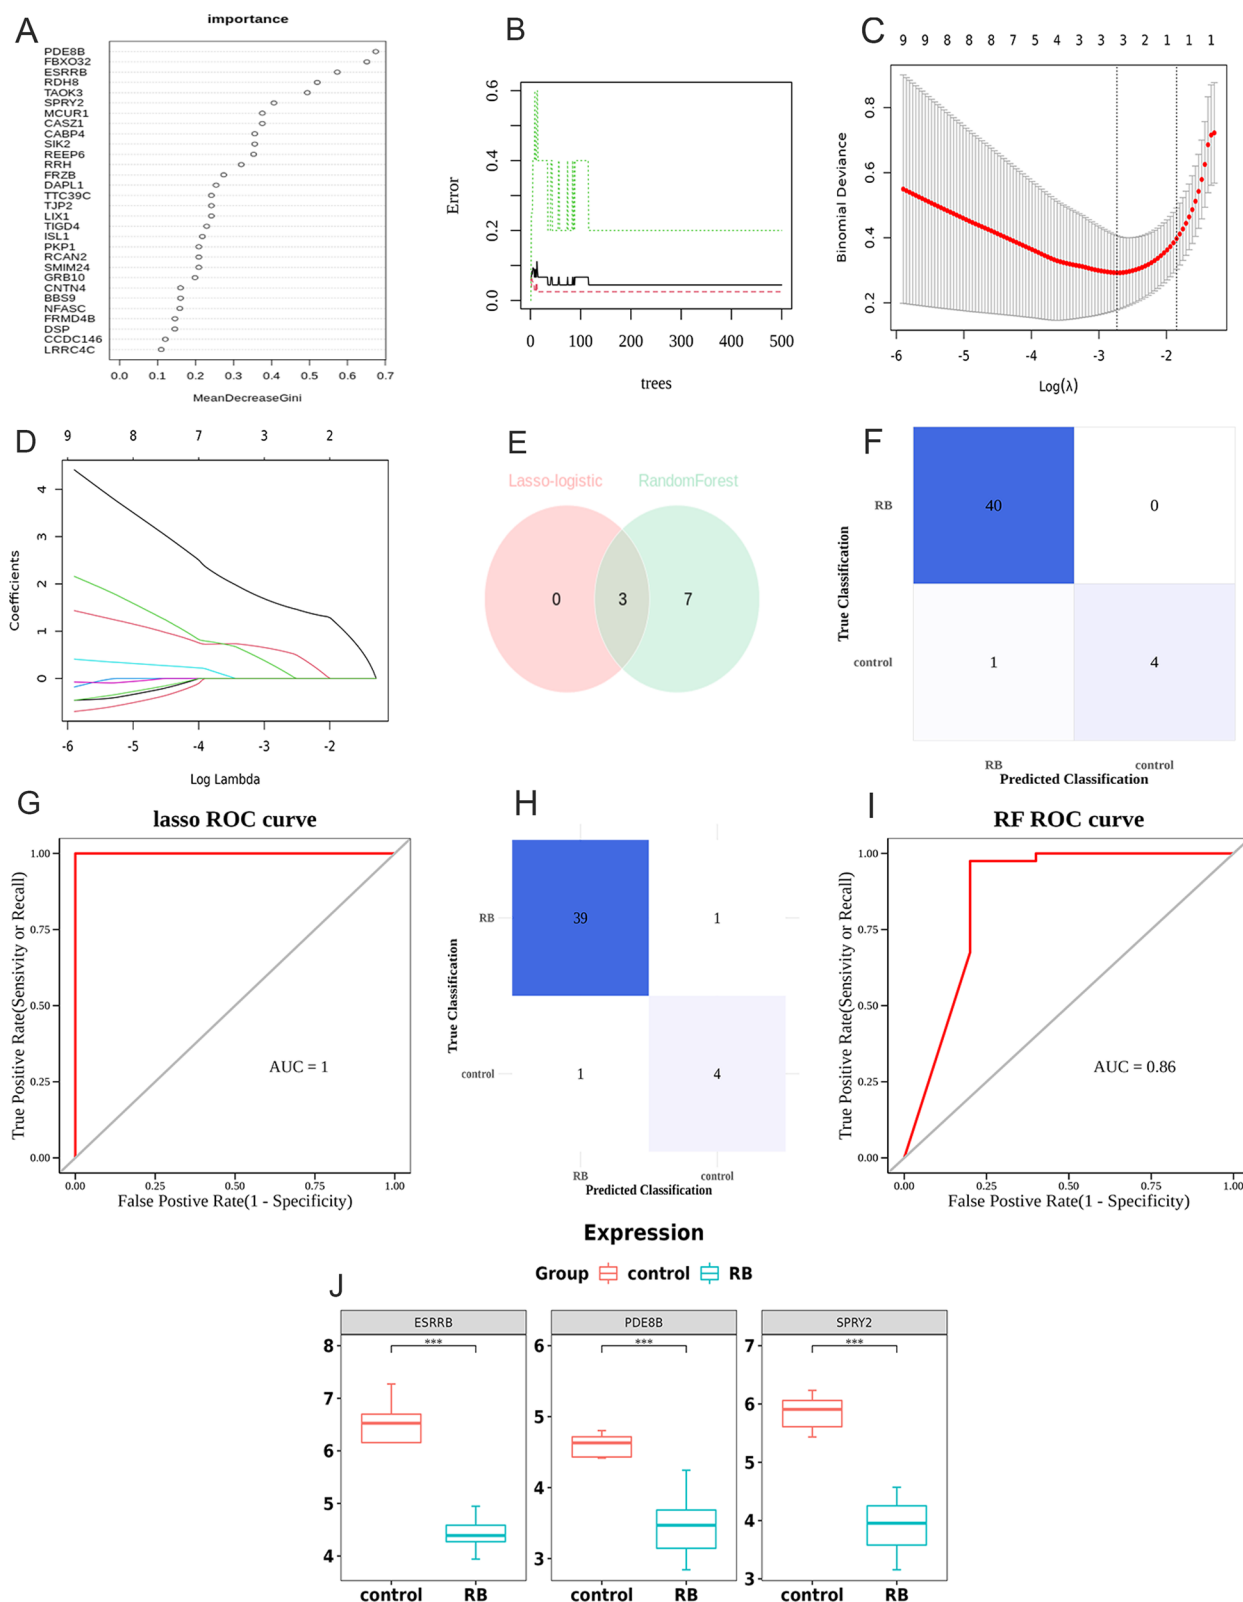 A
importance
PDE8B
FBXO32
ESRRB
RDH8
TAOK3
SPRY2
MCUR1
CASZ1
CABP4
SIK2
REEP6
RRH
FRZB
DAPL1
TTC39C
TJP2
LIX1
TIGD4
ISL1
PKP1
RCAN2
SMIM24
GRB10
CNTN4
BBS9
NFASC
FRMD4B
DSP
CCDC146
LRRC4C
0.0 0.1 0.2 0.3 0.4 0.5 0.6 0.7
MeanDecreaseGini
B
Error
0.6
0.4
0.2
0.0
0 100 200 300 400 500
trees
C
9 9 8 8 8 7 5 4 3 3 3 2 1 1 1
Binomial Deviance
0.8
0.6
0.4
0.2
-6 -5 -4 -3 -2
Log(λ)
D
9 8 7 3 2
Coefficients
4
3
2
1
0
-6 -5 -4 -3 -2
Log Lambda
E
Lasso-logistic RandomForest
0 3 7
F
True Classification
RB
40 0
control
1 4
RB control
Predicted Classification
G
lasso ROC curve
True Positive Rate(Sensivity or Recall)
1.00
0.75
0.50
0.25
0.00
AUC = 1
0.00 0.25 0.50 0.75 1.00
False Postive Rate(1 - Specificity)
H
True Classification
RB
39 1
control
1 4
RB control
Predicted Classification
I
RF ROC curve
True Positive Rate(Sensivity or Recall)
1.00
0.75
0.50
0.25
0.00
AUC = 0.86
0.00 0.25 0.50 0.75 1.00
False Postive Rate(1 - Specificity)
J
Expression
Group control RB
ESRRB
***
8
7
6
5
4
control RB
PDE8B
***
6
5
4
3
control RB
SPRY2
***
7
6
5
4
3
control RB